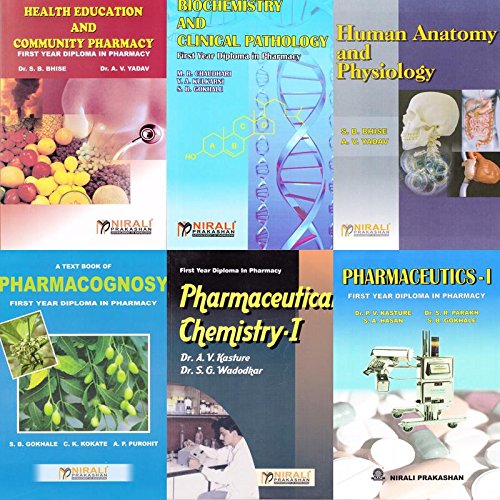 HEALTH EDUCATION
AND
COMMUNITY PHARMACY
FIRST YEAR DIPLOMA IN PHARMACY
Dr. S. B. BHISE Dr. A. V. YADAV
NIRALI
PRAKASHAN
BIOCHEMISTRY
AND
CLINICAL PATHOLOGY
First Year Diploma in Pharmacy
M. R. CHAUDHARI
V. A. KULKARNI
S. B. GOKHALE
NIRALI
PRAKASHAN
Human Anatomy
and
Physiology
S. B. BHISE
A. V. YADAV
NIRALI
PRAKASHAN
A TEXT BOOK OF
PHARMACOGNOSY
FIRST YEAR DIPLOMA IN PHARMACY
S. B. GOKHALE C. K. KOKATE A. P. PUROHIT
NIRALI
PRAKASHAN
First Year Diploma in Pharmacy
Pharmaceutical
Chemistry-I
Dr. A. V. Kasture
Dr. S. G. Wadodkar
NIRALI
PRAKASHAN
PHARMACEUTICS-I
FIRST YEAR DIPLOMA IN PHARMACY
Dr. P. V. KASTURE Dr. S. R. PARAKH
S. A. HASAN S. B. GOKHALE
NIRALI PRAKASHAN